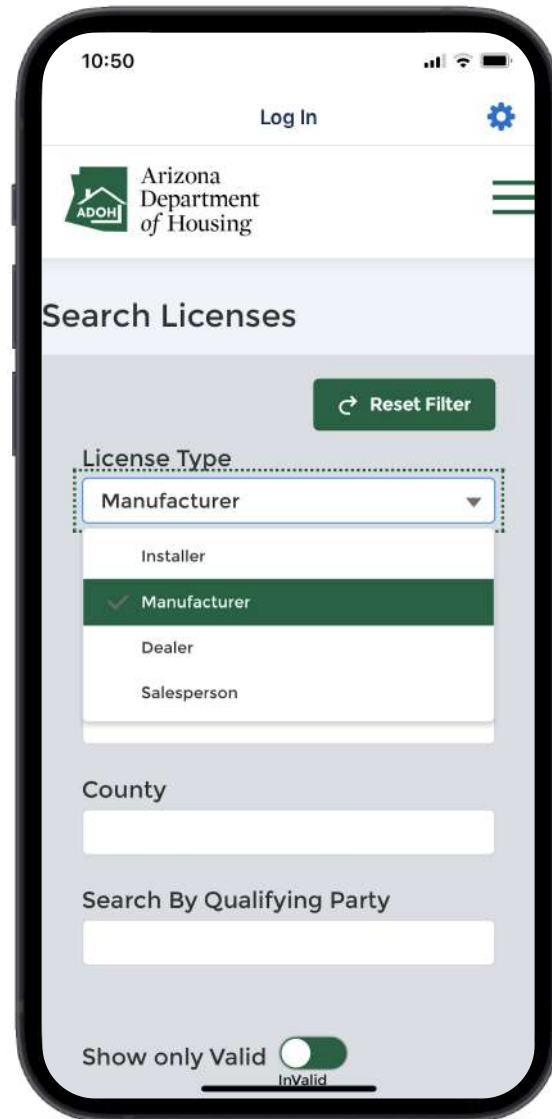 10:50
Log In
ADOH
Arizona
Department
of Housing
Search Licenses
Reset Filter
License Type
Manufacturer
Installer
Manufacturer
Dealer
Salesperson
County
Search By Qualifying Party
Show only Valid
InValid